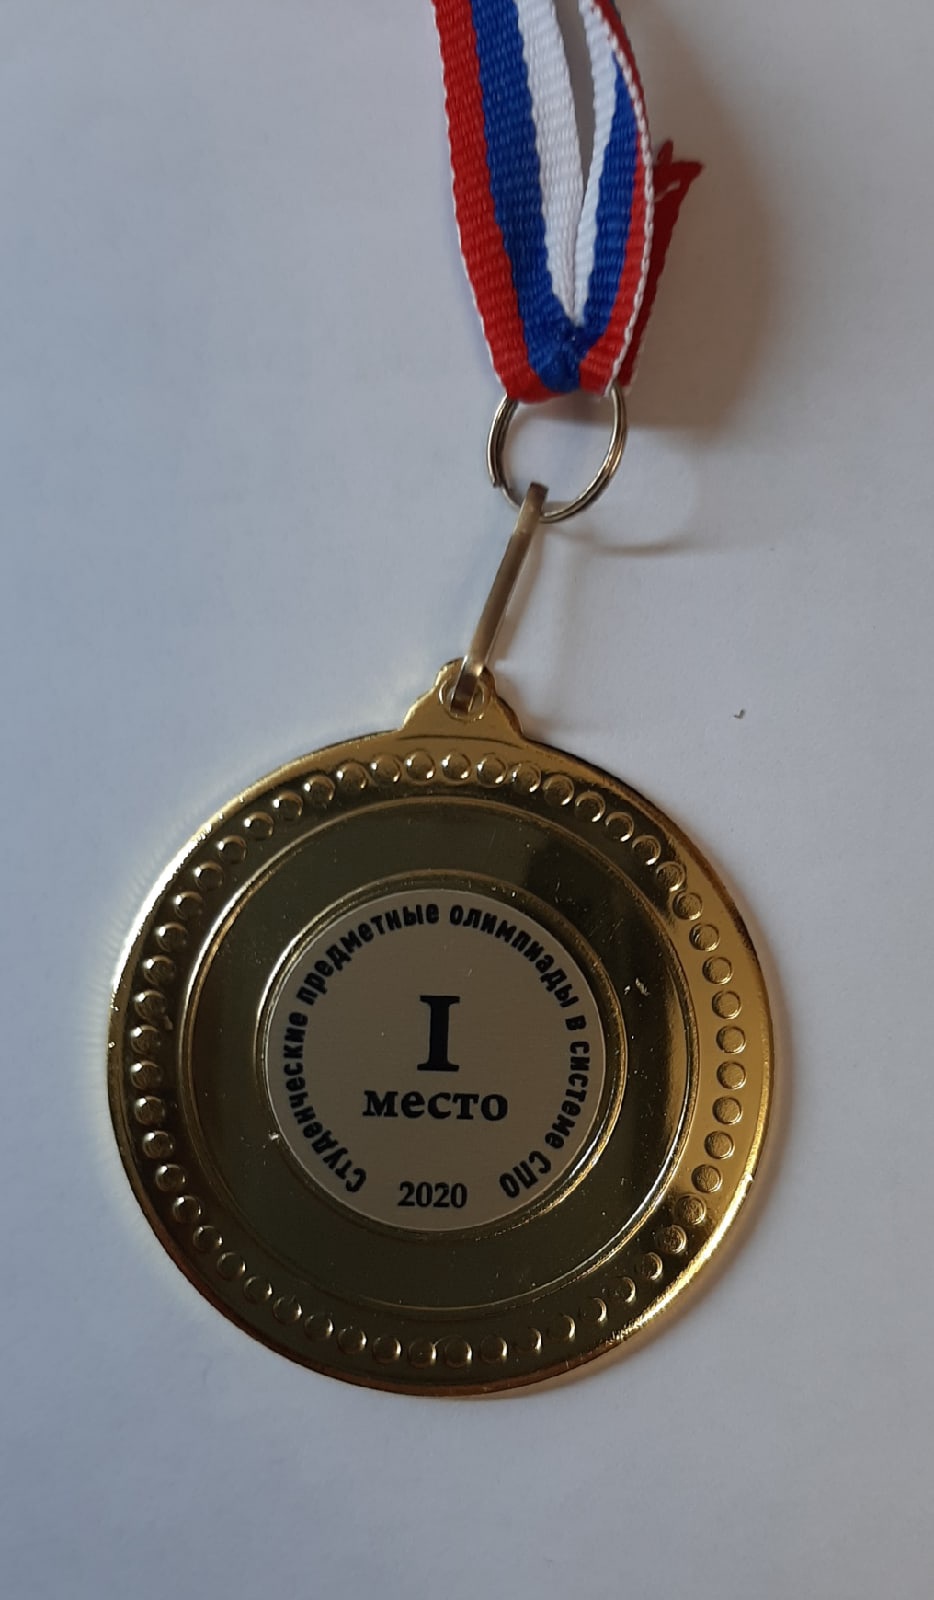 Студенческие предметные олимпиады в системе СПО
I
место
2020